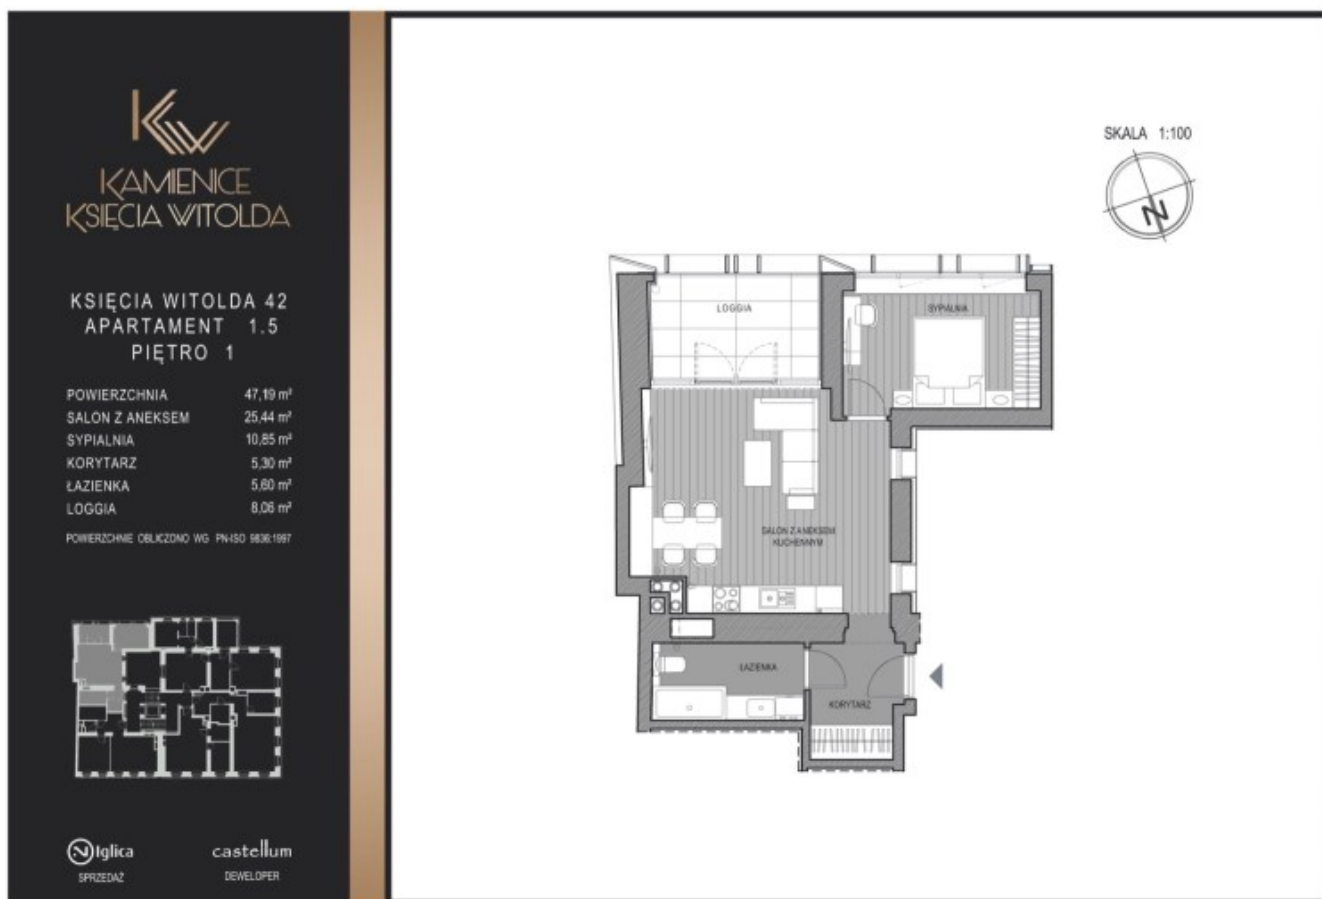 KW
KAMIENICE
KSIĘCIA WITOLDA
KSIĘCIA WITOLDA 42
APARTAMENT 1.5
PIĘTRO 1
POWIERZCHNIA 47,19 m²
SALON Z ANEKSEM 25,44 m²
SYPIALNIA 10,85 m²
KORYTARZ 5,30 m²
ŁAZIENKA 5,60 m²
LOGGIA 8,06 m²
POWIERZCHNIE OBLICZONO WG PN-ISO 9836:1997
Iglica
SPRZEDAŻ
castellum
DEWELOPER
SKALA 1:100
N
LOGGIA
SYPIALNIA
SALON Z ANEKSEM
KUCHENNYM
ŁAZIENKA
KORYTARZ